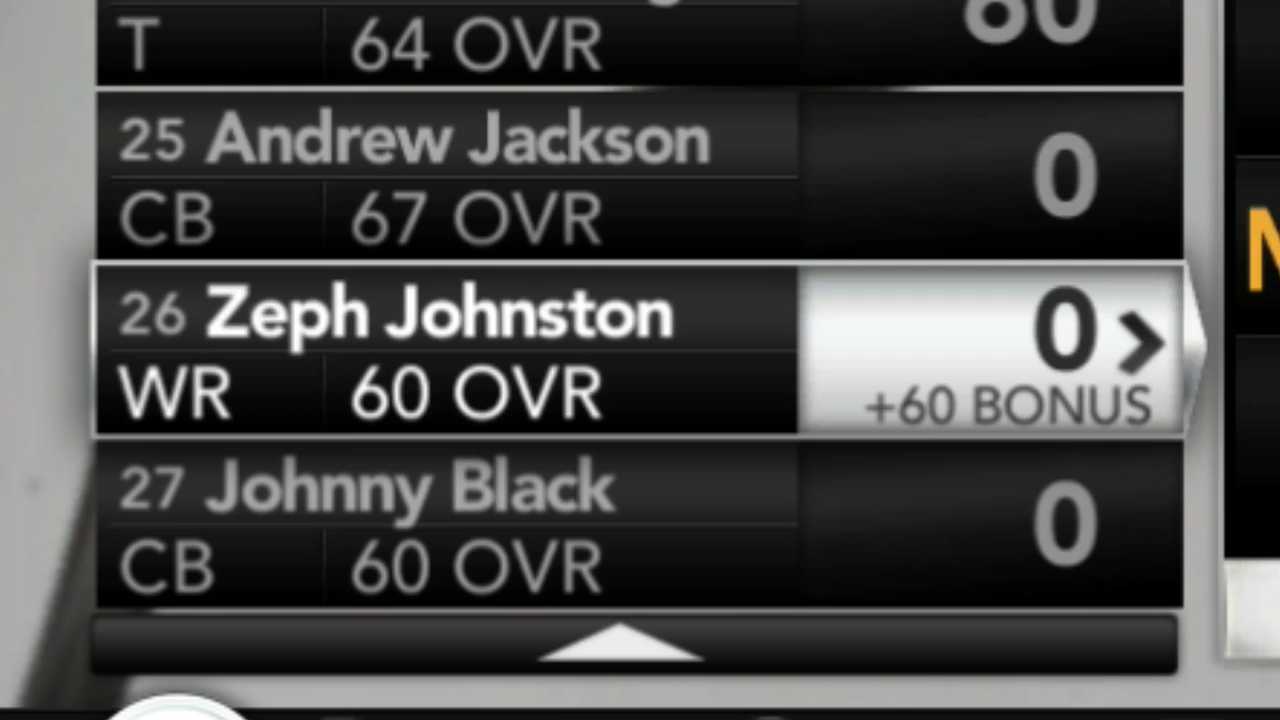 T 64 OVR 60
25 Andrew Jackson
CB 67 OVR 0
26 Zeph Johnston 0
WR 60 OVR +60 BONUS
27 Johnny Black
CB 60 OVR 0